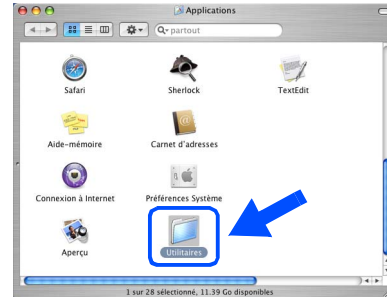 Applications
partout
Safari
Sherlock
TextEdit
Aide-mémoire
Carnet d'adresses
Connexion à Internet
Préférences Système
Aperçu
Utilitaires
1 sur 28 sélectionné, 11.39 Go disponibles